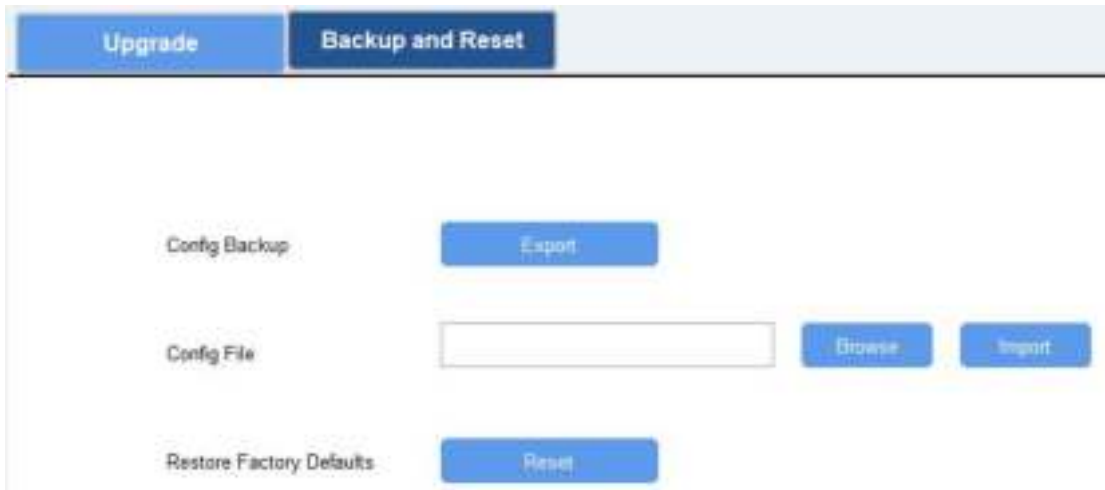 Upgrade Backup and Reset
Config Backup Export
Config File Browse Import
Restore Factory Defaults Reset